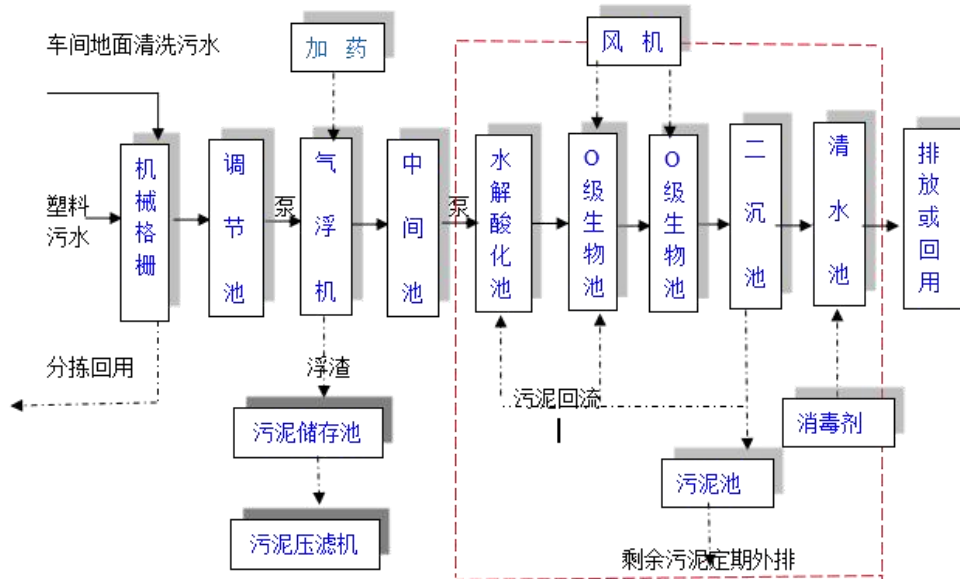 车间地面清洗污水
加药
风机
塑料
污水
机械格栅
调节池
泵
气浮机
中间池
泵
水解酸化池
O级生物池
O级生物池
二沉池
清水池
排放或回用
分拣回用
浮渣
污泥回流
污泥储存池
消毒剂
污泥池
污泥压滤机
剩余污泥定期外排